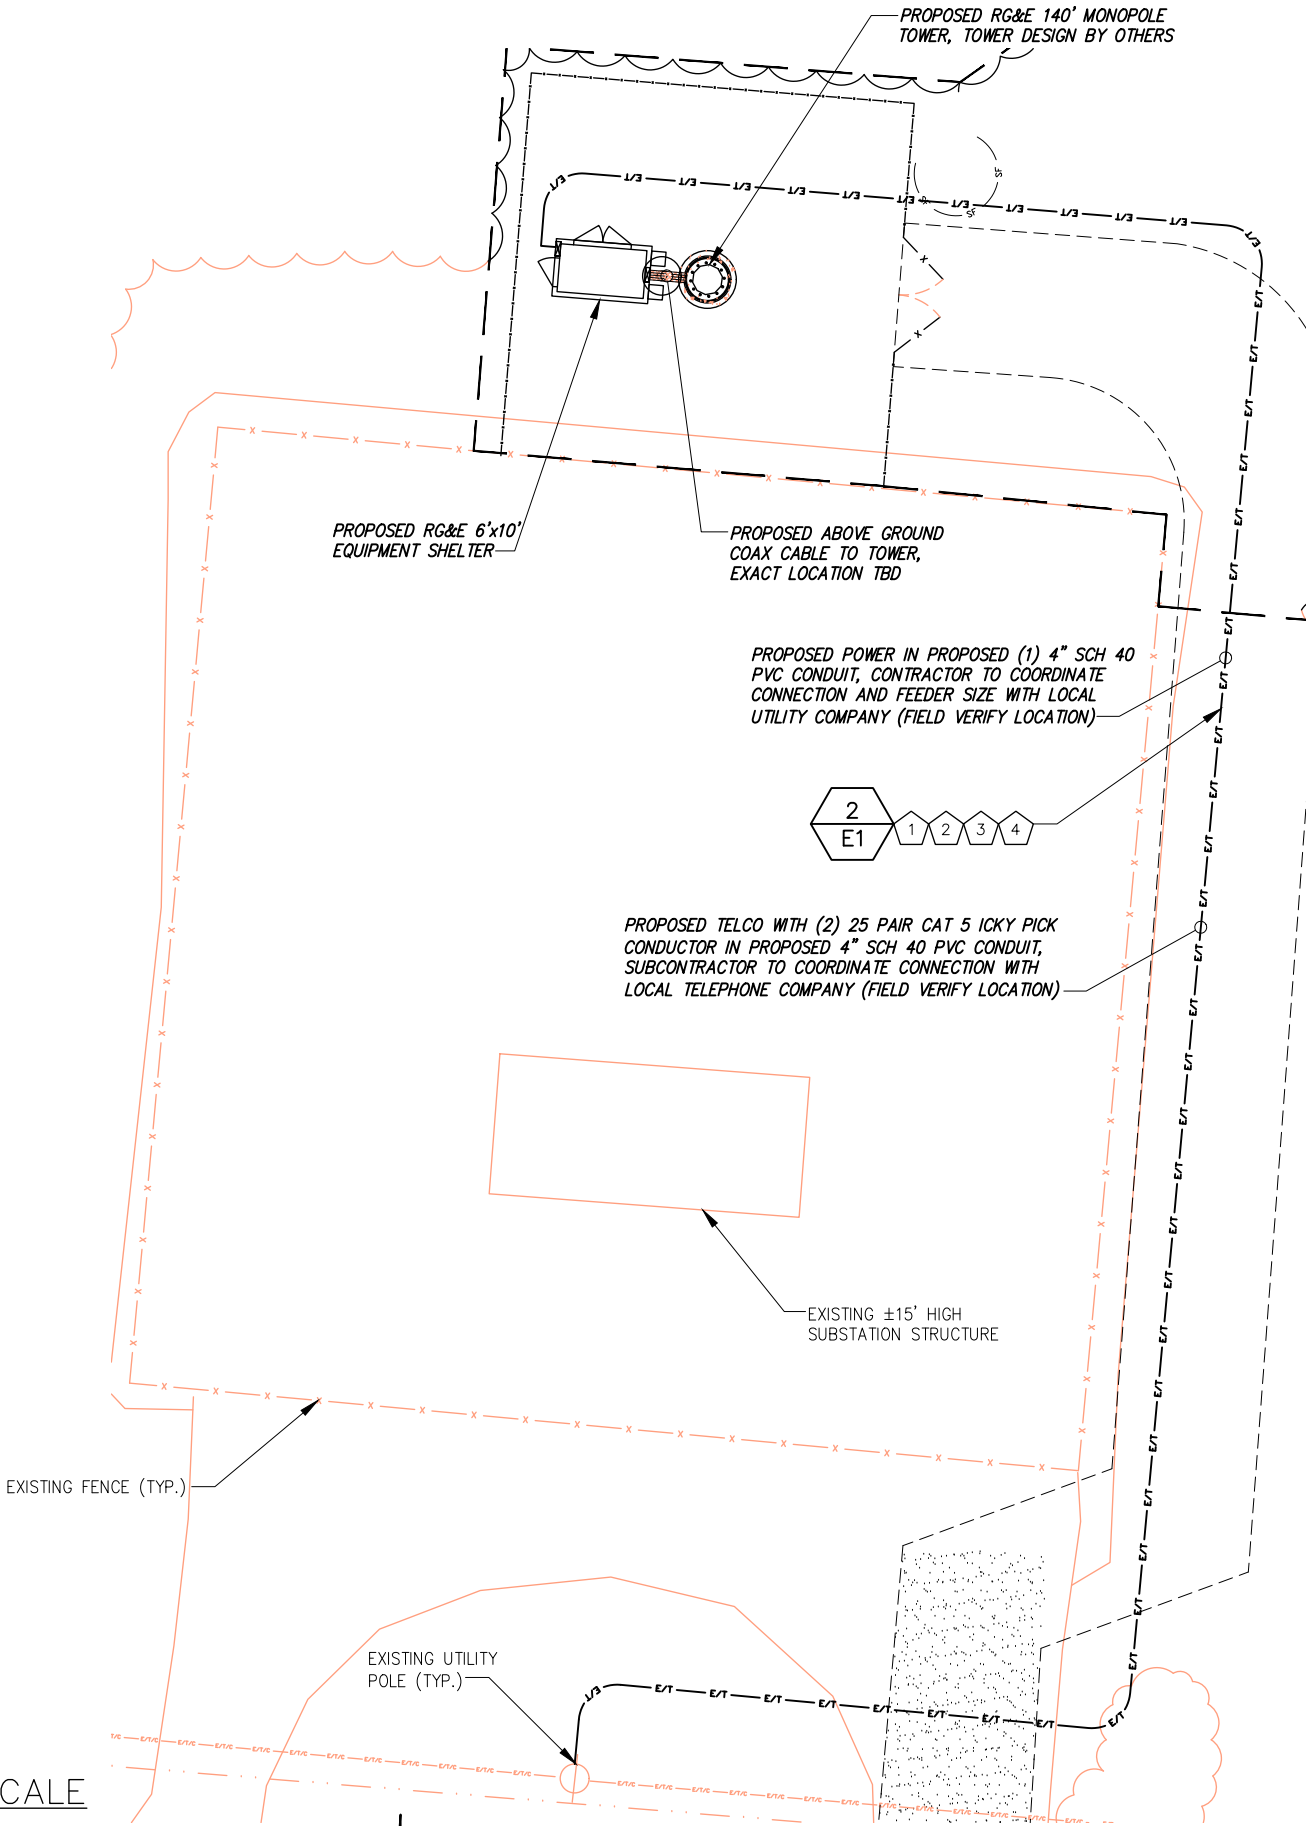 PROPOSED RG&E 140' MONOPOLE
TOWER, TOWER DESIGN BY OTHERS
PROPOSED RG&E 6'x10'
EQUIPMENT SHELTER
PROPOSED ABOVE GROUND
COAX CABLE TO TOWER,
EXACT LOCATION TBD
PROPOSED POWER IN PROPOSED (1) 4" SCH 40
PVC CONDUIT, CONTRACTOR TO COORDINATE
CONNECTION AND FEEDER SIZE WITH LOCAL
UTILITY COMPANY (FIELD VERIFY LOCATION)
2
E1
1 2 3 4
PROPOSED TELCO WITH (2) 25 PAIR CAT 5 ICKY PICK
CONDUCTOR IN PROPOSED 4" SCH 40 PVC CONDUIT,
SUBCONTRACTOR TO COORDINATE CONNECTION WITH
LOCAL TELEPHONE COMPANY (FIELD VERIFY LOCATION)
EXISTING ±15' HIGH
SUBSTATION STRUCTURE
EXISTING FENCE (TYP.)
EXISTING UTILITY
POLE (TYP.)
CALE